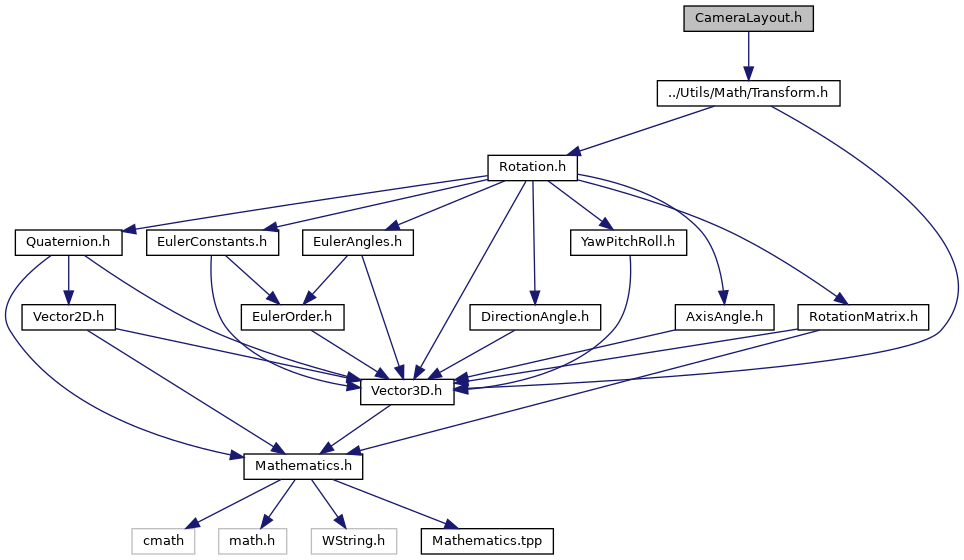 CameraLayout.h
../Utils/Math/Transform.h
Rotation.h
Quaternion.h
EulerConstants.h
EulerAngles.h
YawPitchRoll.h
Vector2D.h
EulerOrder.h
DirectionAngle.h
AxisAngle.h
RotationMatrix.h
Vector3D.h
Mathematics.h
cmath
math.h
WString.h
Mathematics.tpp